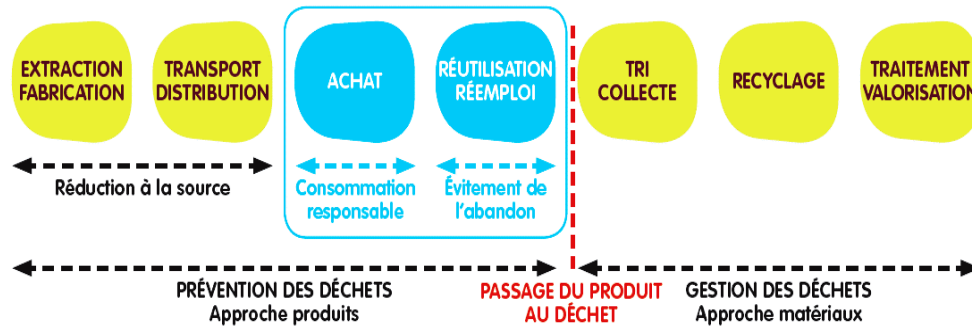 EXTRACTION
FABRICATION
TRANSPORT
DISTRIBUTION
ACHAT
RÉUTILISATION
RÉEMPLOI
TRI
COLLECTE
RECYCLAGE
TRAITEMENT
VALORISATION
Réduction à la source
Consommation
responsable
Évitement de
l'abandon
PRÉVENTION DES DÉCHETS
Approche produits
PASSAGE DU PRODUIT
AU DÉCHET
GESTION DES DÉCHETS
Approche matériaux